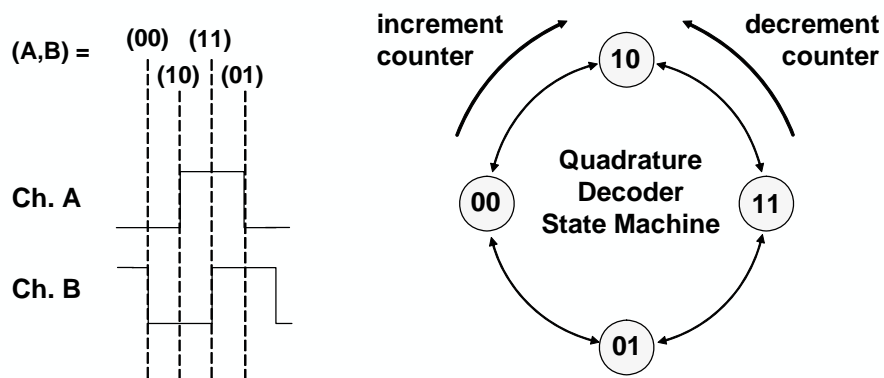 (A,B) =
(00)
(11)
(10)
(01)
Ch. A
Ch. B
increment
counter
decrement
counter
10
00
Quadrature
Decoder
State Machine
11
01